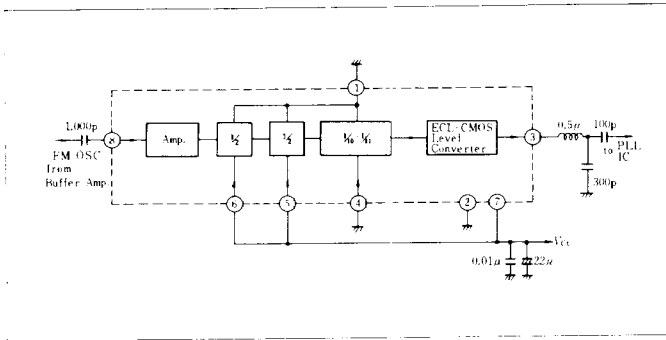 1
1,000p
8
Amp.
½
½
1/10 · 1/11
ECL-CMOS
Level
Converter
3
0.5μ
100p
to PLL
IC
FM OSC
from
Buffer Amp.
300p
6
5
4
2
7
Vcc
0.01μ
22μ